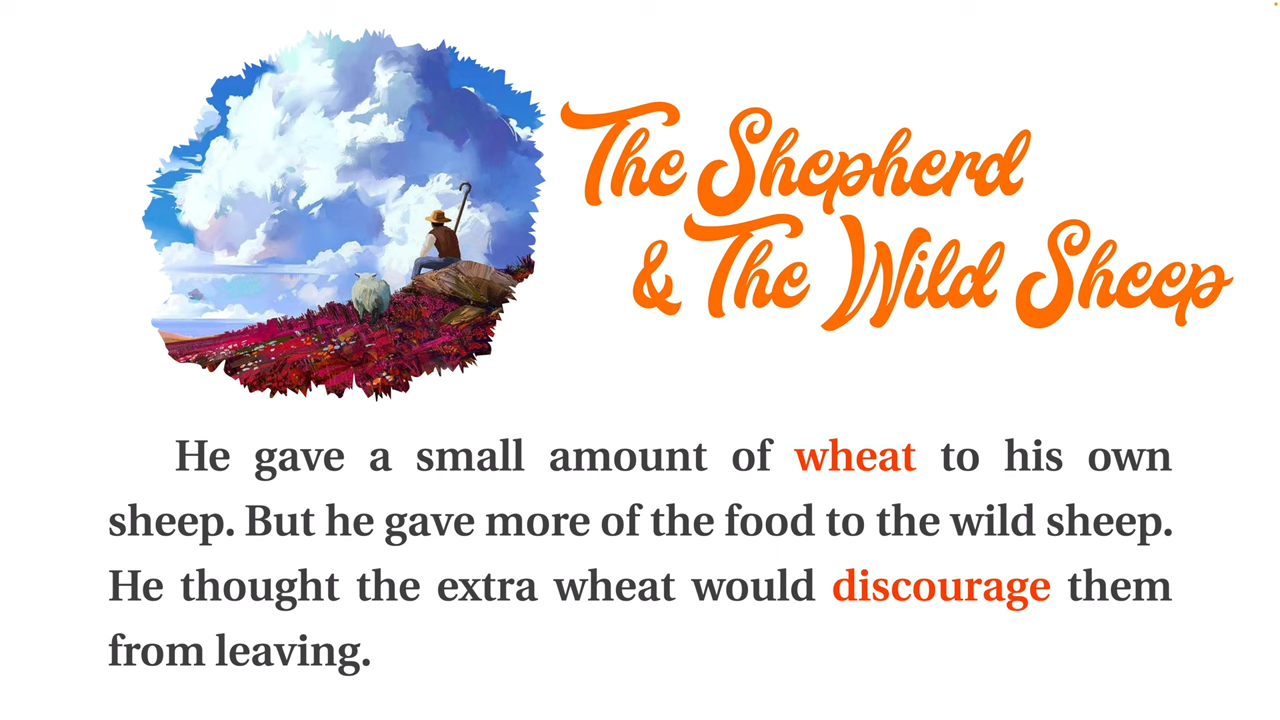 The Shepherd
& The Wild Sheep
He gave a small amount of wheat to his own
sheep. But he gave more of the food to the wild sheep.
He thought the extra wheat would discourage them
from leaving.